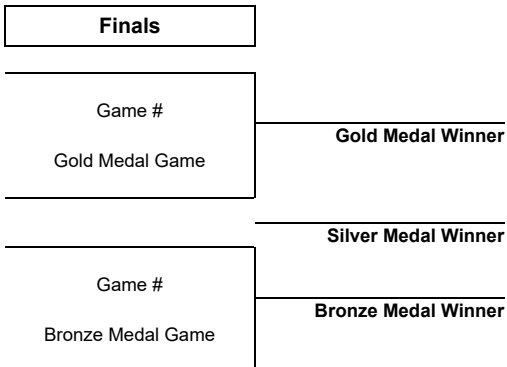 Finals
Game #
Gold Medal Winner
Gold Medal Game
Silver Medal Winner
Game #
Bronze Medal Winner
Bronze Medal Game